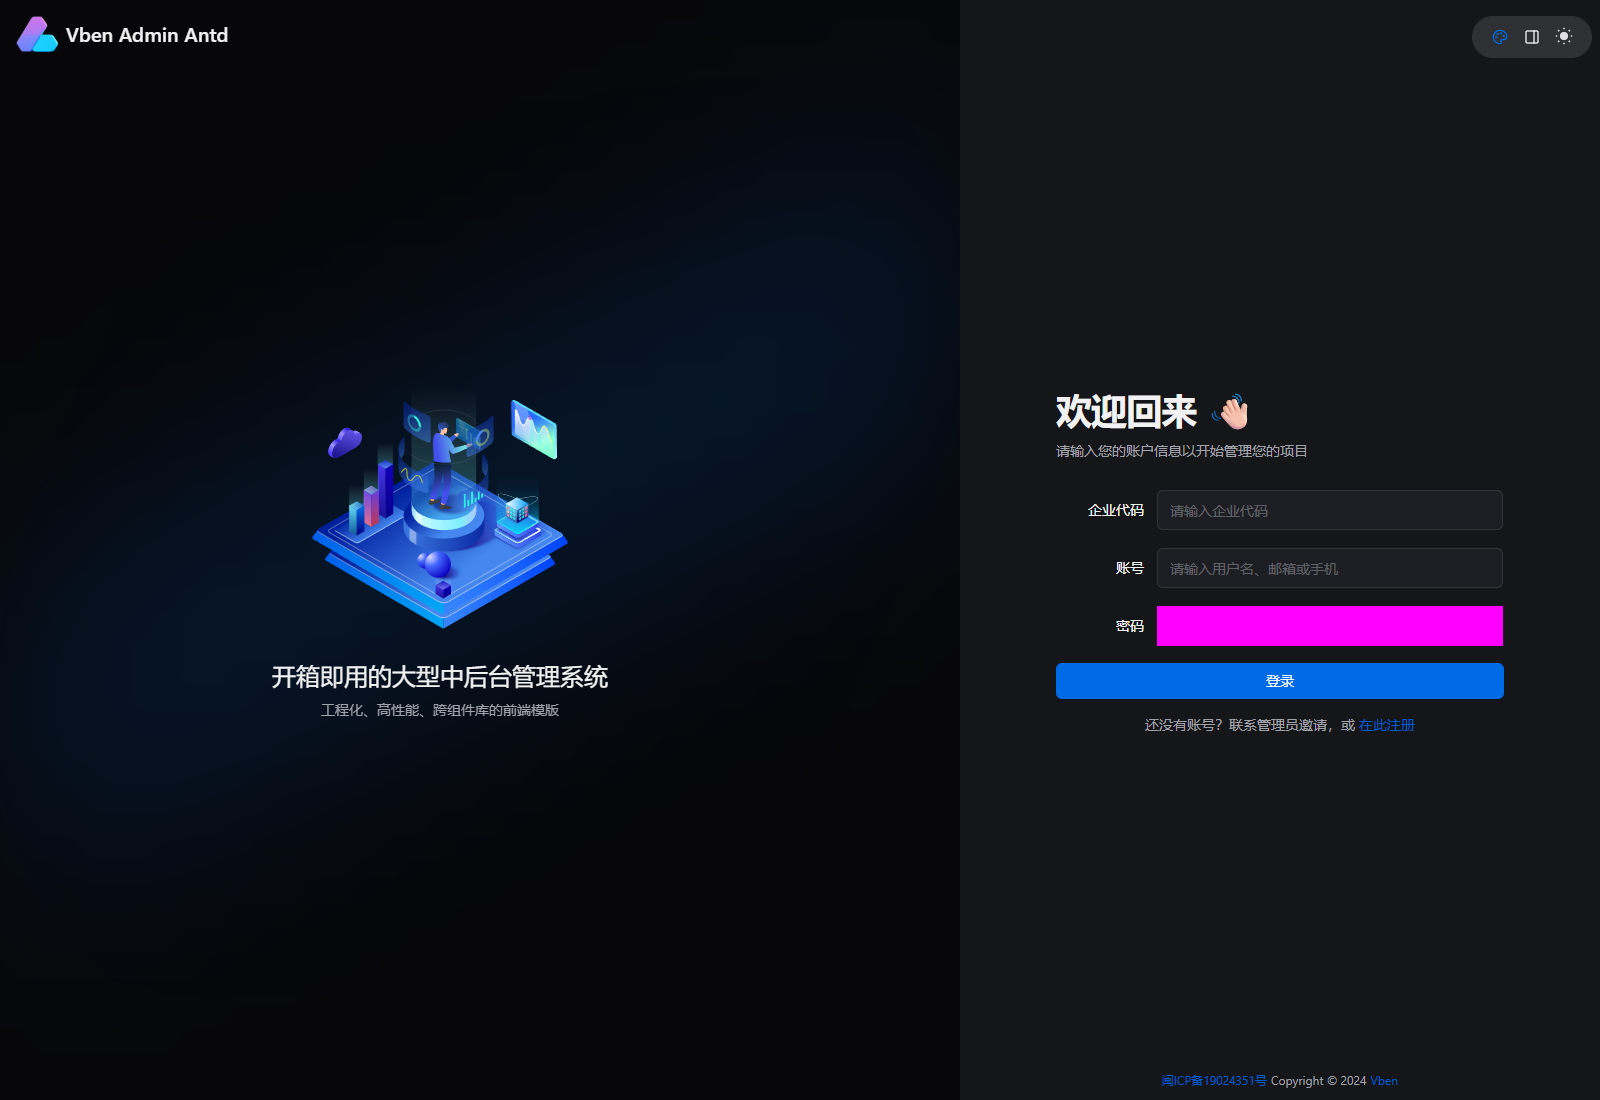 Vben Admin Antd
开箱即用的大型中后台管理系统
工程化、高性能、跨组件库的前端模版
欢迎回来
请输入您的账户信息以开始管理您的项目
企业代码
请输入企业代码
账号
请输入用户名、邮箱或手机
密码
登录
还没有账号？联系管理员邀请，或 在此注册
闽ICP备19024351号 Copyright © 2024 Vben